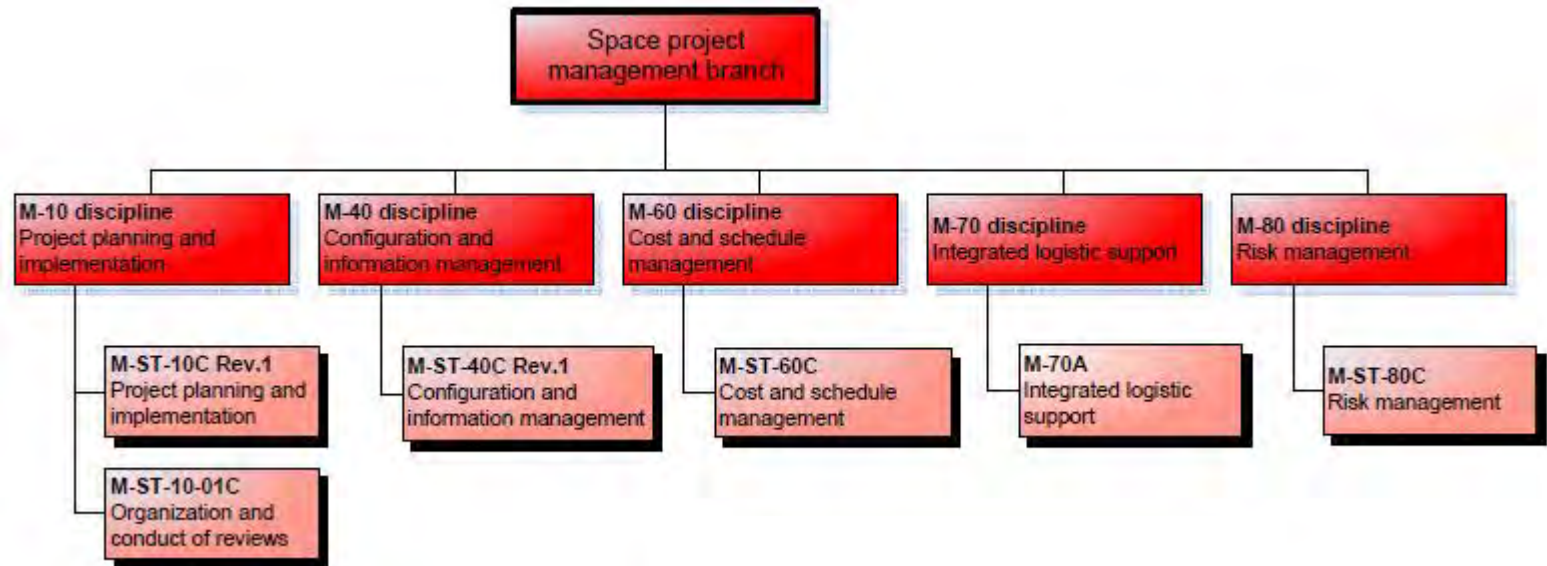 Space project
management branch
M-10 discipline
Project planning and
implementation
M-40 discipline
Configuration and
information management
M-60 discipline
Cost and schedule
management
M-70 discipline
Integrated logistic support
M-80 discipline
Risk management
M-ST-10C Rev.1
Project planning and
implementation
M-ST-40C Rev.1
Configuration and
information management
M-ST-60C
Cost and schedule
management
M-70A
Integrated logistic
support
M-ST-80C
Risk management
M-ST-10-01C
Organization and
conduct of reviews